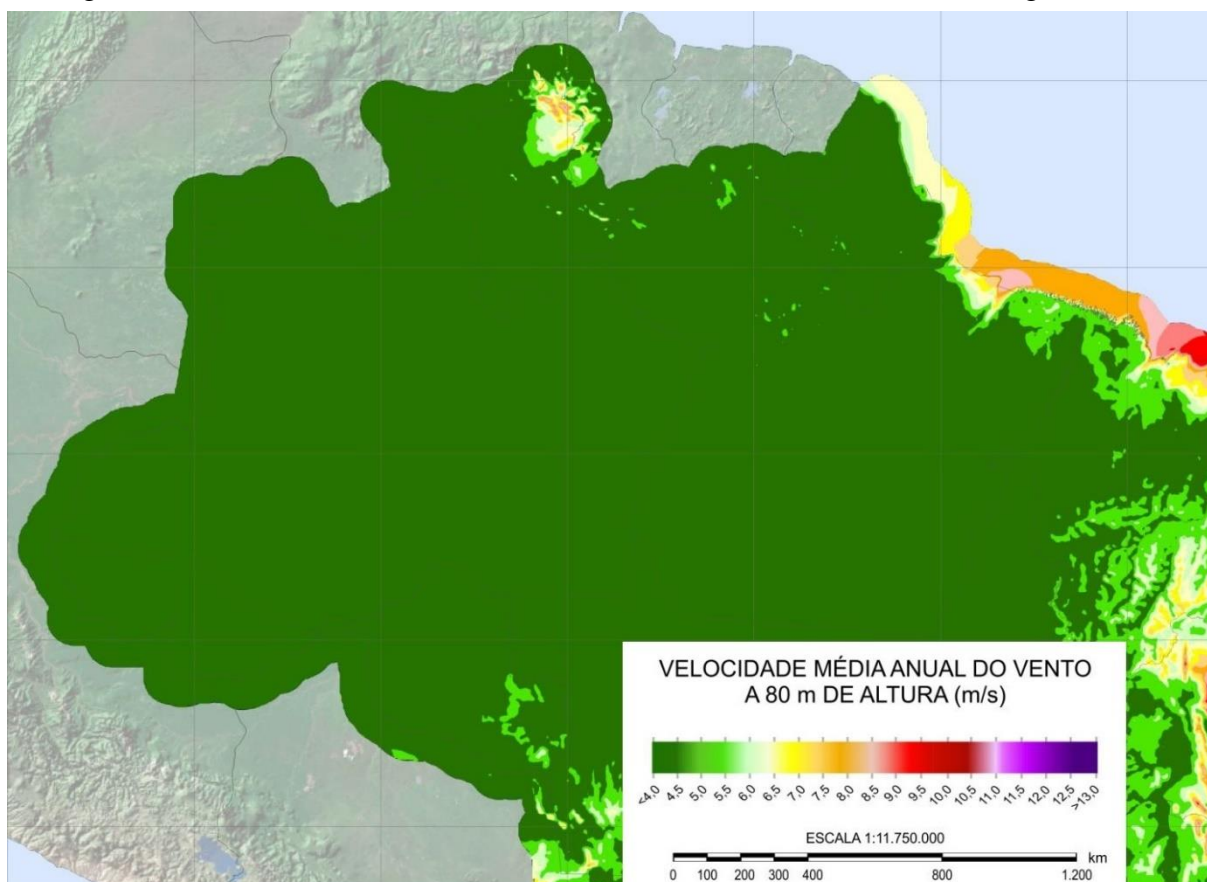 VELOCIDADE MÉDIA ANUAL DO VENTO
A 80 m DE ALTURA (m/s)
<4,0 4,5 5,0 5,5 6,0 6,5 7,0 7,5 8,0 8,5 9,0 9,5 10,0 10,5 11,0 11,5 12,0 12,5 >13,0
ESCALA 1:11.750.000
km
0 100 200 300 400 800 1.200